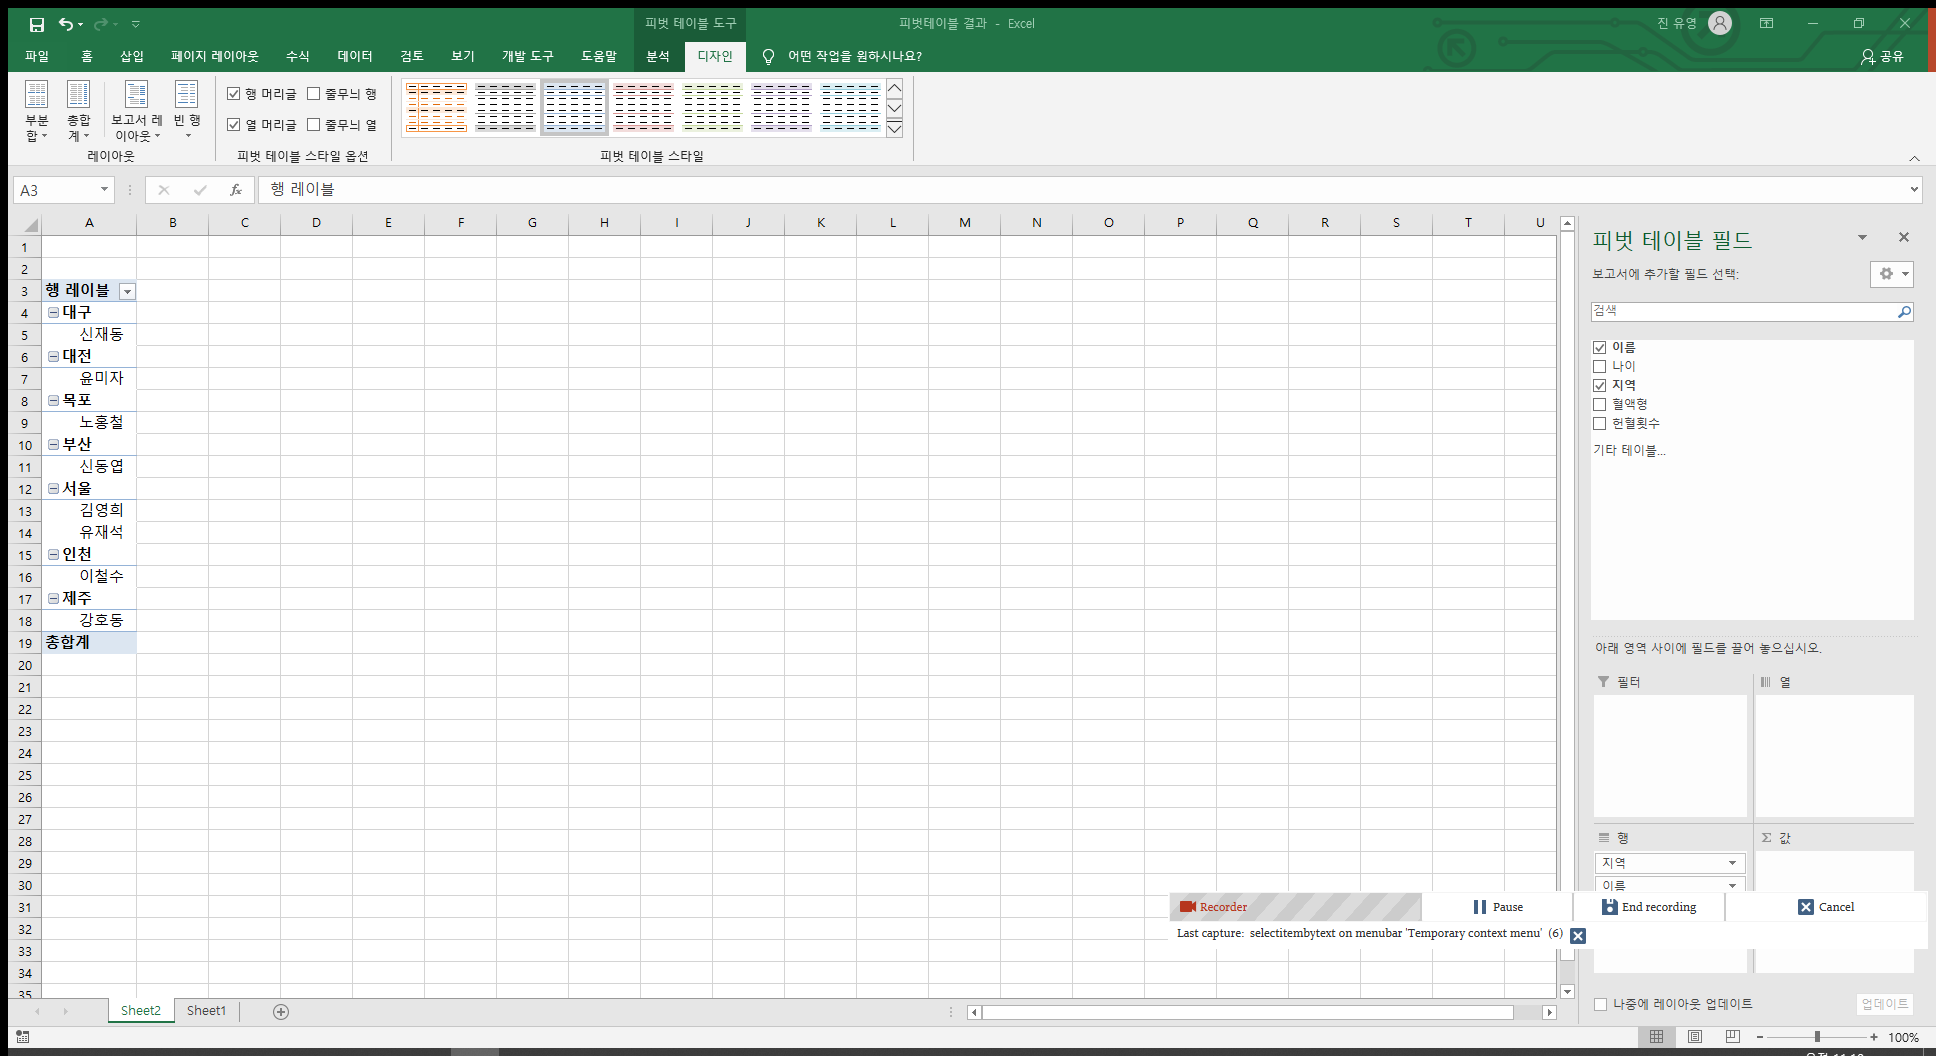 피벗 테이블 도구
피벗테이블 결과 - Excel
진 유영
파일 홈 삽입 페이지 레이아웃 수식 데이터 검토 보기 개발 도구 도움말 분석 디자인 어떤 작업을 원하시나요? 공유
부분합
총합계
보고서 레이아웃
빈 행
레이아웃
행 머리글 줄무늬 행
열 머리글 줄무늬 열
피벗 테이블 스타일 옵션
피벗 테이블 스타일
A3 fx 행 레이블
A B C D E F G H I J K L M N O P Q R S T U
1
2
3 행 레이블
4 대구
5 신재동
6 대전
7 윤미자
8 목포
9 노홍철
10 부산
11 신동엽
12 서울
13 김영희
14 유재석
15 인천
16 이철수
17 제주
18 강호동
19 총합계
20
21
22
23
24
25
26
27
28
29
30
31
32
33
34
35
피벗 테이블 필드
보고서에 추가할 필드 선택:
검색
이름
나이
지역
혈액형
헌혈횟수
기타 테이블...
아래 영역 사이에 필드를 끌어 놓으십시오.
필터 열
행 Σ 값
지역
이름
Recorder Pause End recording Cancel
Last capture: selectitembytext on menubar 'Temporary context menu' (6)
나중에 레이아웃 업데이트 업데이트
Sheet2 Sheet1
100%